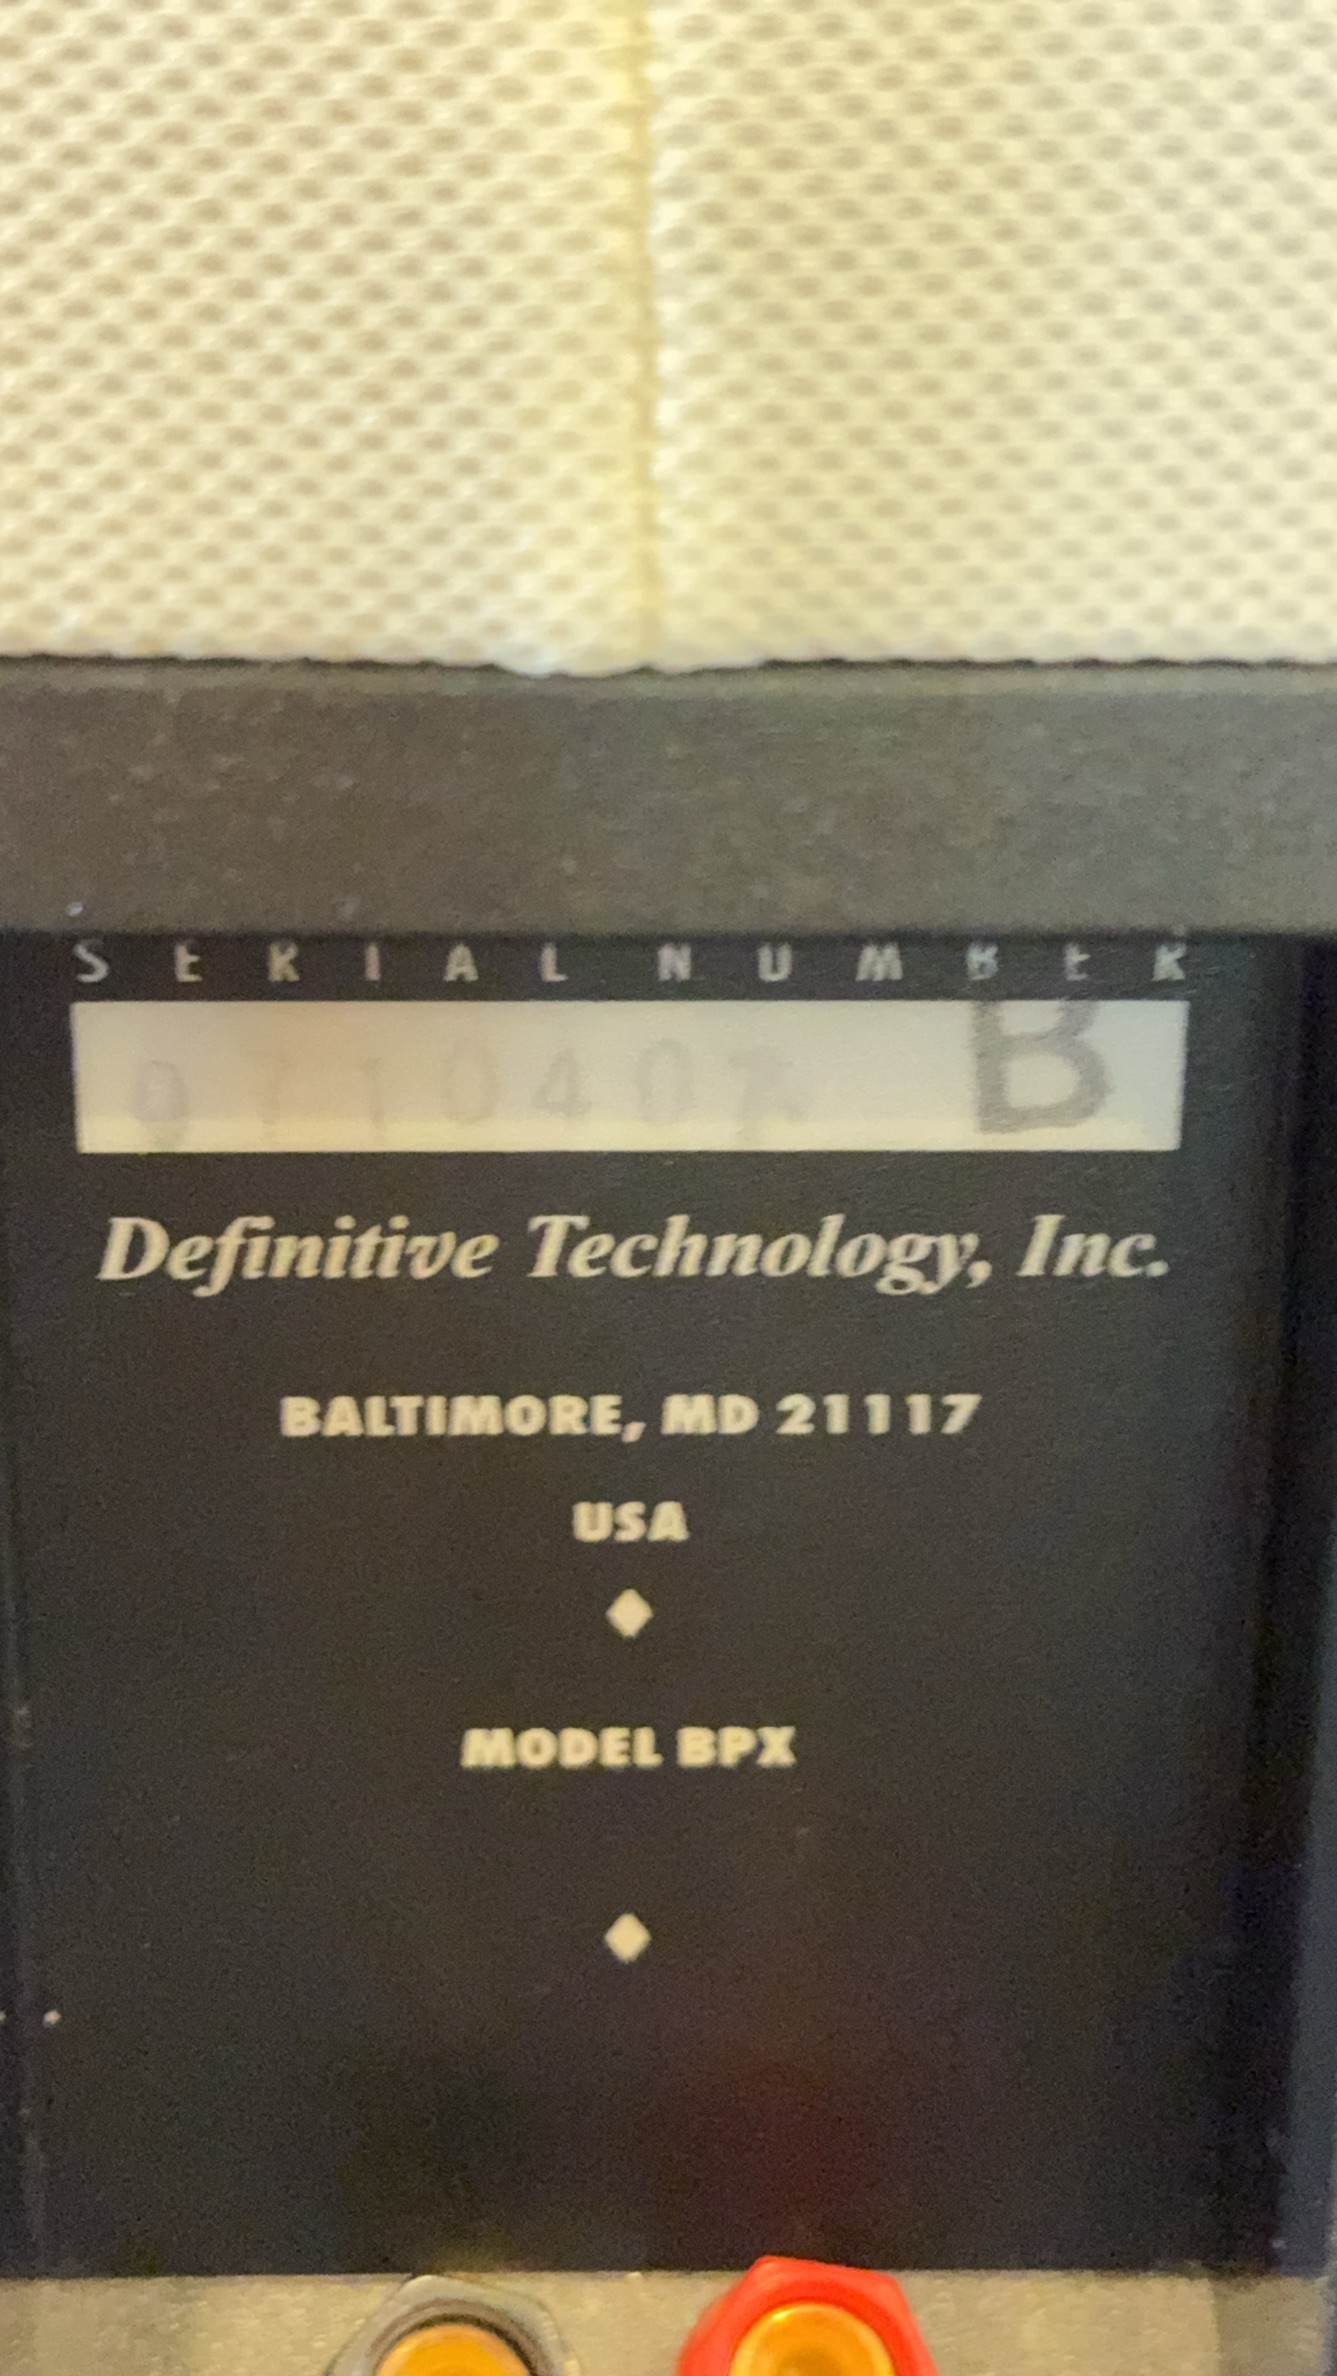 SERIAL NUMBER
B
Definitive Technology, Inc.
BALTIMORE, MD 21117
USA
MODEL BPX